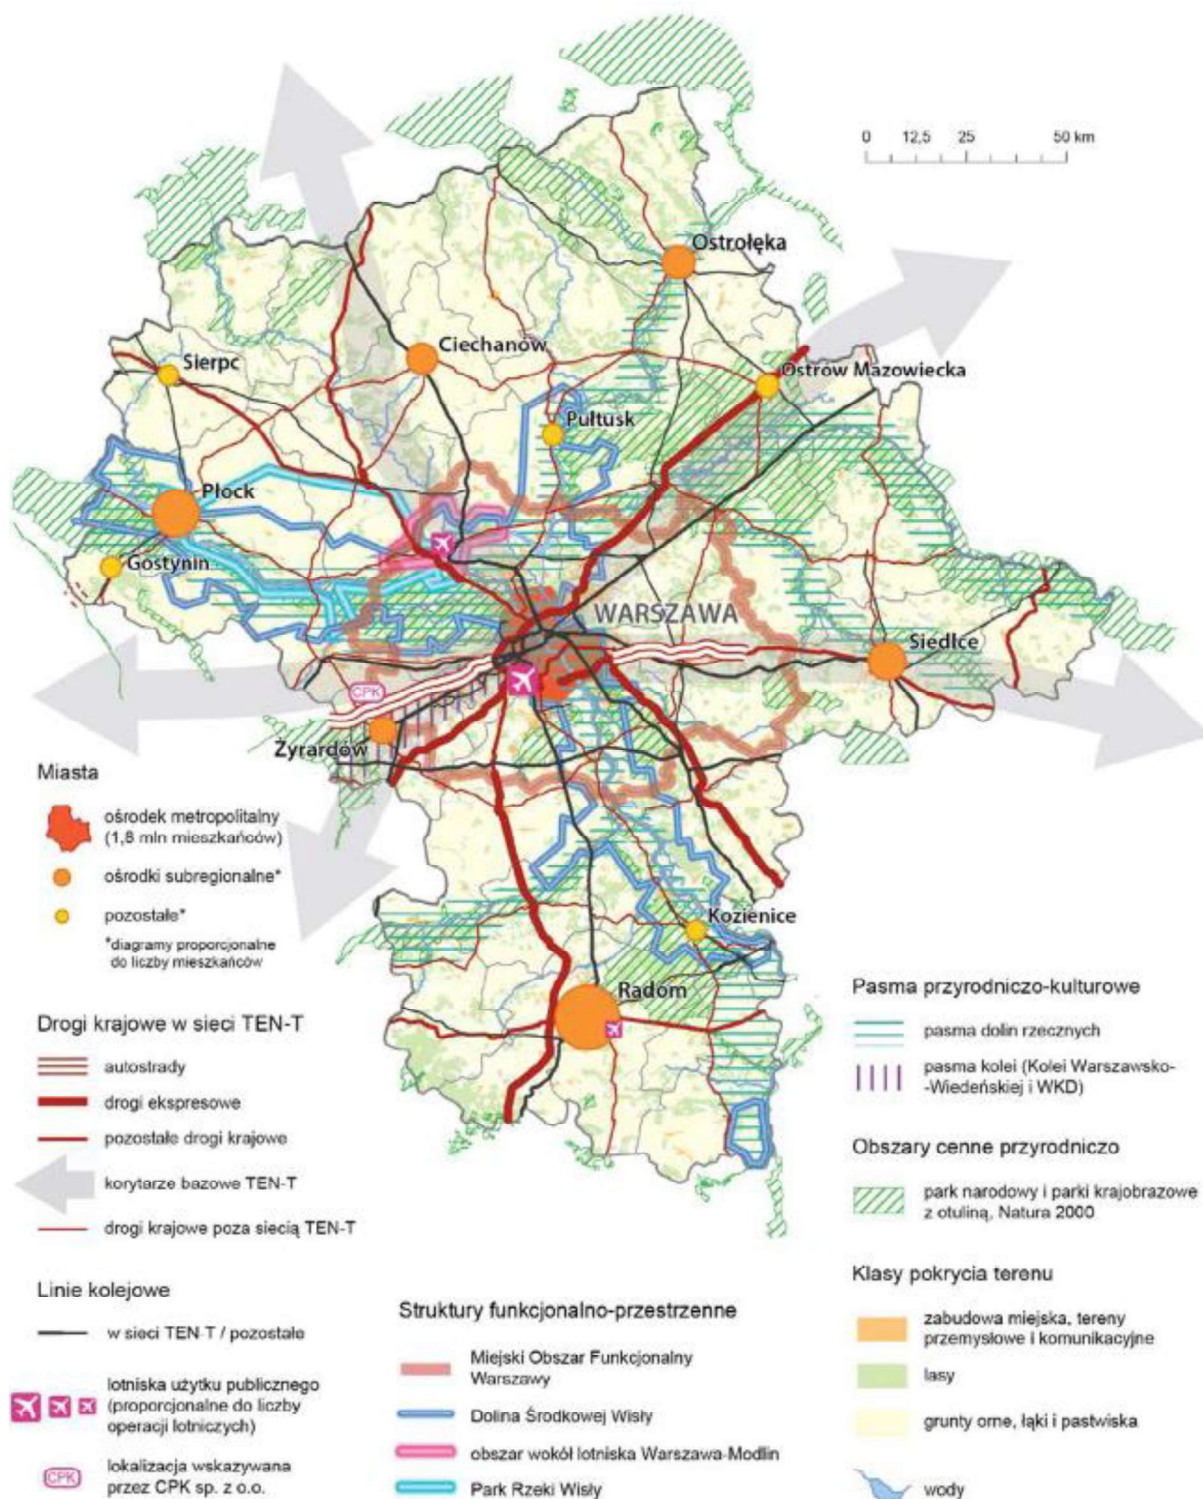 0 12,5 25 50 km
Ostrołęka
Ciechanów
Sierpc
Ostrów Mazowiecka
Pułtusk
Płock
Gostynin
WARSZAWA
Siedlce
CPK
Żyrardów
Kozienice
Radom
Miasta
ośrodek metropolitalny
(1,8 mln mieszkańców)
ośrodki subregionalne*
pozostałe*
*diagramy proporcjonalne
do liczby mieszkańców
Drogi krajowe w sieci TEN-T
autostrady
drogi ekspresowe
pozostałe drogi krajowe
korytarze bazowe TEN-T
drogi krajowe poza siecią TEN-T
Linie kolejowe
w sieci TEN-T / pozostałe
lotniska użytku publicznego
(proporcjonalne do liczby
operacji lotniczych)
CPK
lokalizacja wskazywana
przez CPK sp. z o.o.
Struktury funkcjonalno-przestrzenne
Miejski Obszar Funkcjonalny
Warszawy
Dolina Środkowej Wisły
obszar wokół lotniska Warszawa-Modlin
Park Rzeki Wisły
Pasma przyrodniczo-kulturowe
pasma dolin rzecznych
pasma kolei (Kolei Warszawsko-
-Wiedeńskiej i WKD)
Obszary cenne przyrodniczo
park narodowy i parki krajobrazowe
z otuliną, Natura 2000
Klasy pokrycia terenu
zabudowa miejska, tereny
przemysłowe i komunikacyjne
lasy
grunty orne, łąki i pastwiska
wody